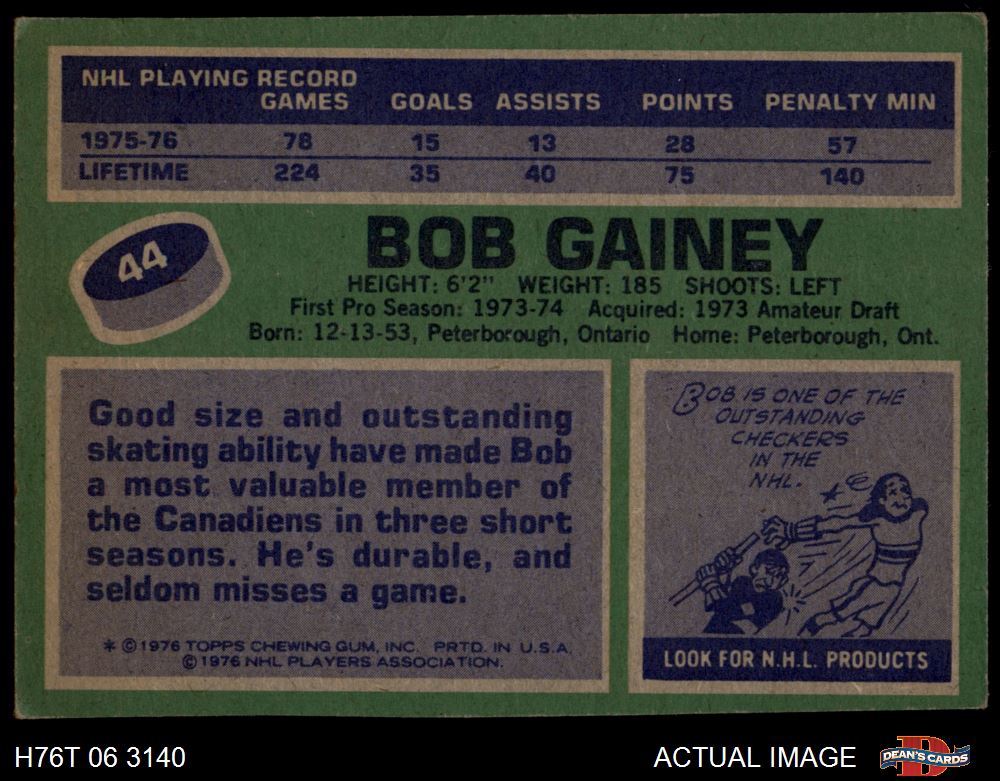 NHL PLAYING RECORD
GAMES GOALS ASSISTS POINTS PENALTY MIN
1975-76 78 15 13 28 57
LIFETIME 224 35 40 75 140
44
BOB GAINEY
HEIGHT: 6'2" WEIGHT: 185 SHOOTS: LEFT
First Pro Season: 1973-74 Acquired: 1973 Amateur Draft
Born: 12-13-53, Peterborough, Ontario Home: Peterborough, Ont.
Good size and outstanding
skating ability have made Bob
a most valuable member of
the Canadiens in three short
seasons. He's durable, and
seldom misses a game.
* ©1976 TOPPS CHEWING GUM, INC. PRTD. IN U.S.A.
©1976 NHL PLAYERS ASSOCIATION.
BOB IS ONE OF THE
OUTSTANDING
CHECKERS
IN THE
NHL.
LOOK FOR N.H.L. PRODUCTS
H76T 06 3140
ACTUAL IMAGE
D
DEAN'S CARDS